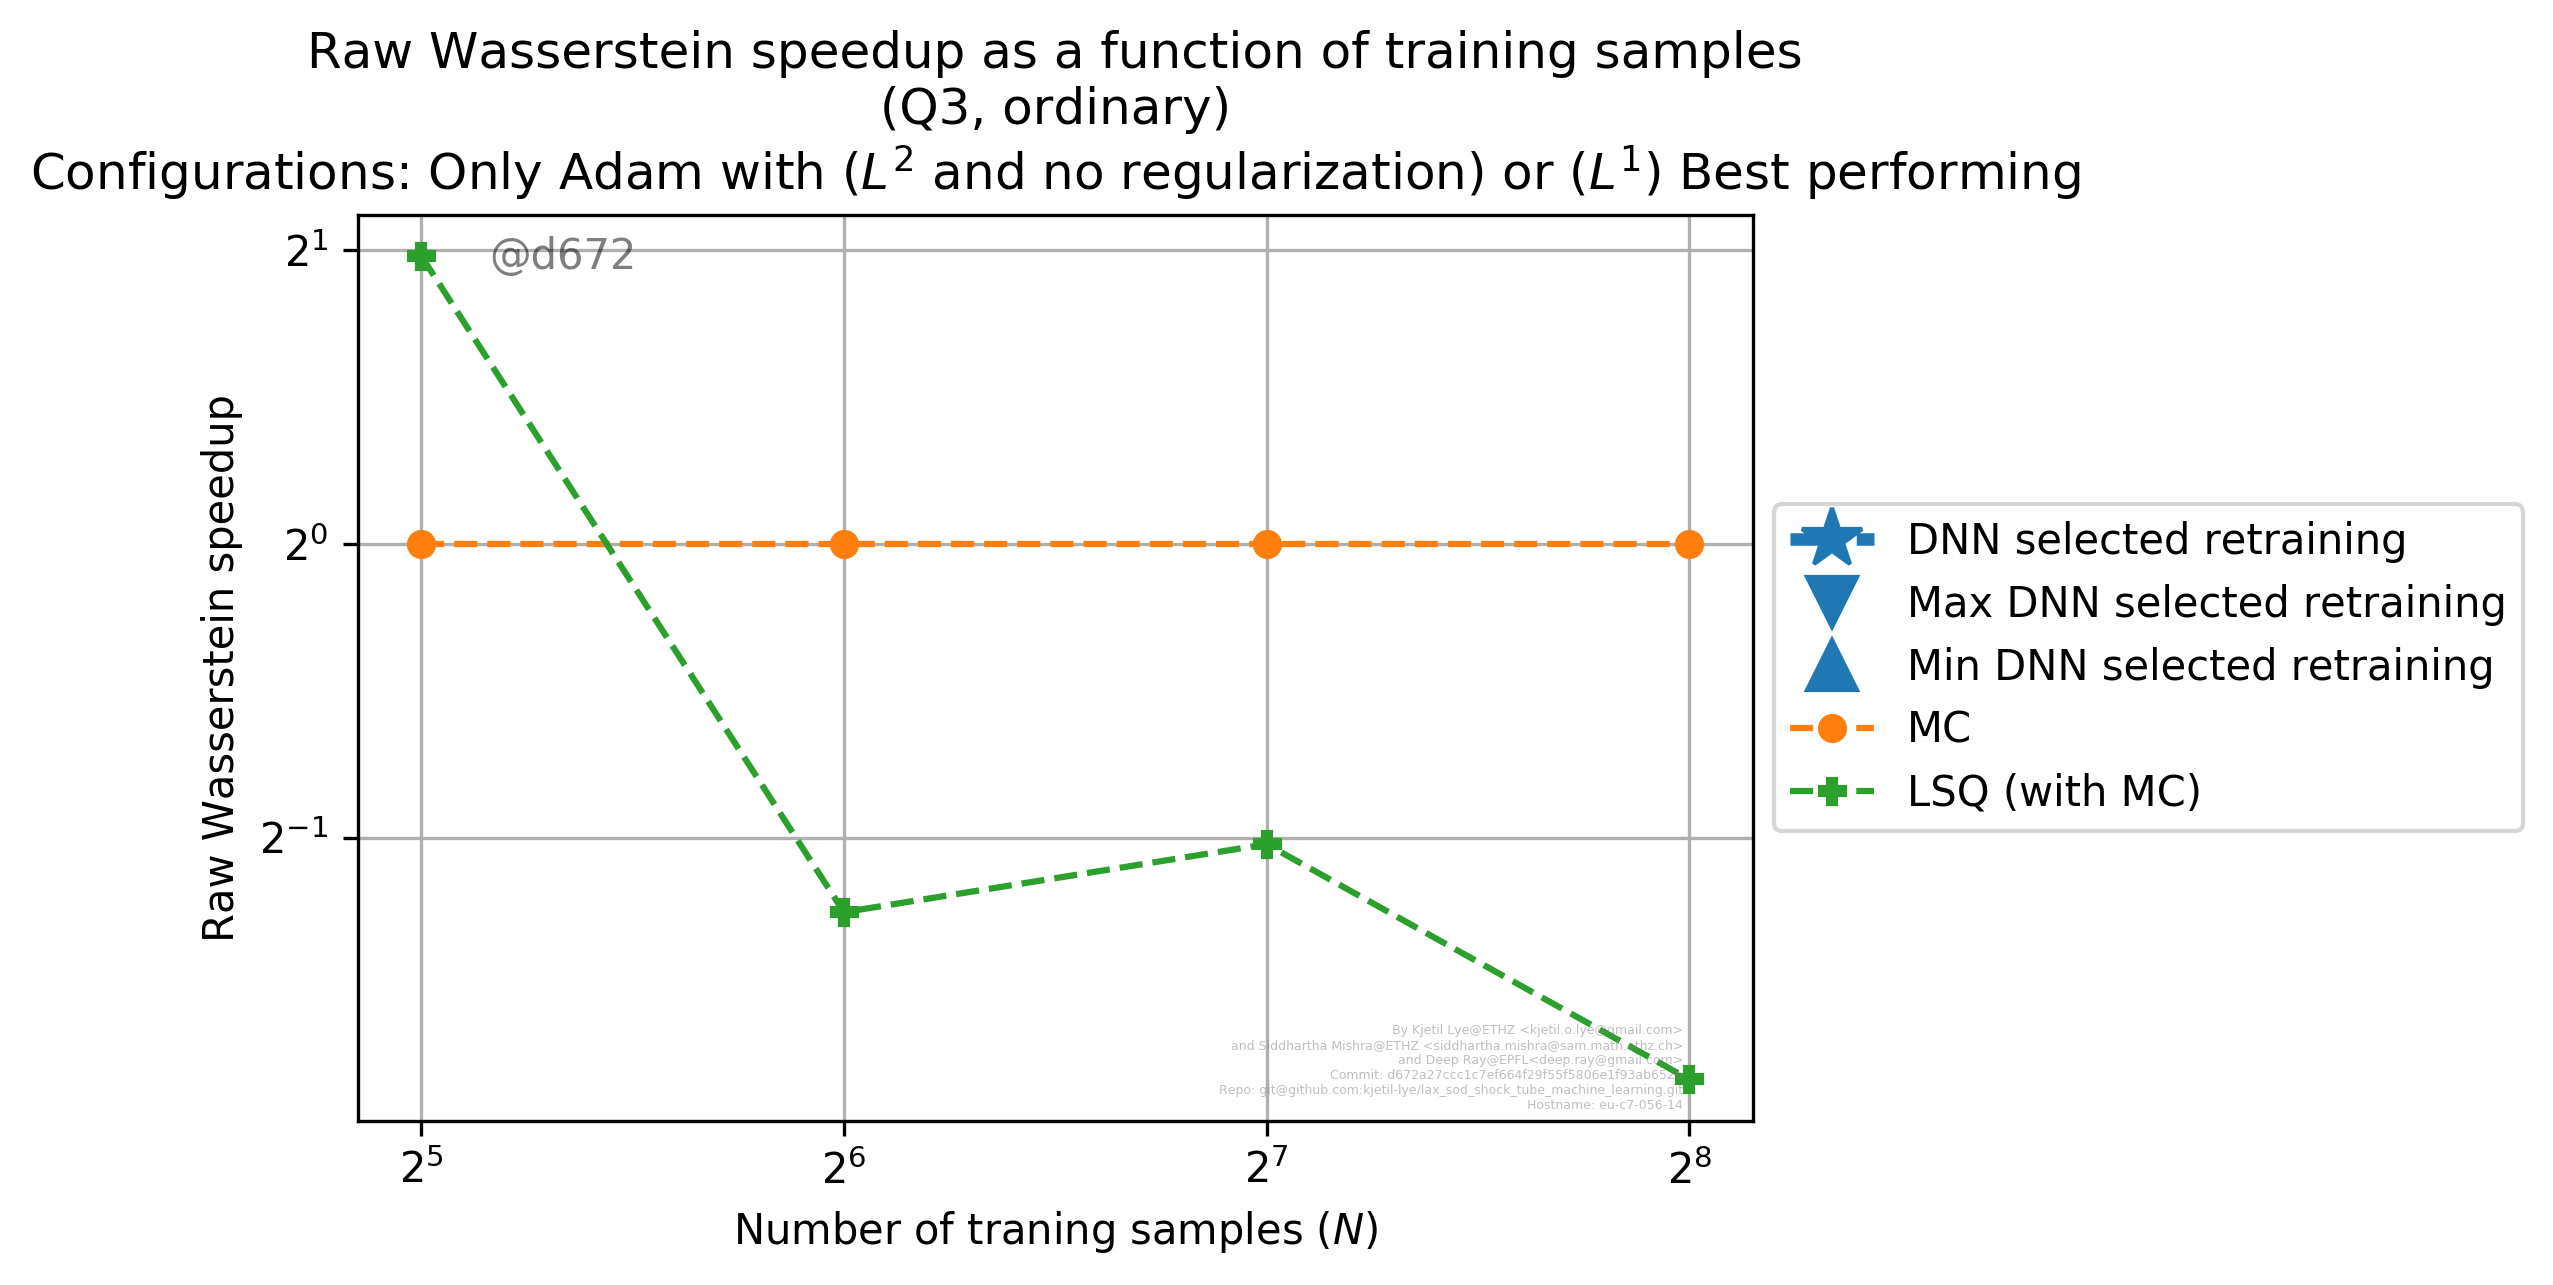 Raw Wasserstein speedup as a function of training samples
(Q3, ordinary)
Configurations: Only Adam with (L² and no regularization) or (L¹) Best performing
@d672
2¹
2⁰
2⁻¹
Raw Wasserstein speedup
DNN selected retraining
Max DNN selected retraining
Min DNN selected retraining
MC
LSQ (with MC)
By Kjetil Lye@ETHZ <kjetil.o.lye@gmail.com>
and Siddhartha Mishra@ETHZ <siddhartha.mishra@sam.math.ethz.ch>
and Deep Ray@EPFL<deep.ray@gmail.com>
Commit:
Repo: git@github.com:kjetil-lye/lax_sod_shock_tube_machine_learning.git
Hostname: eu-c7-056-14
2⁵ 2⁶ 2⁷ 2⁸
Number of traning samples (N)